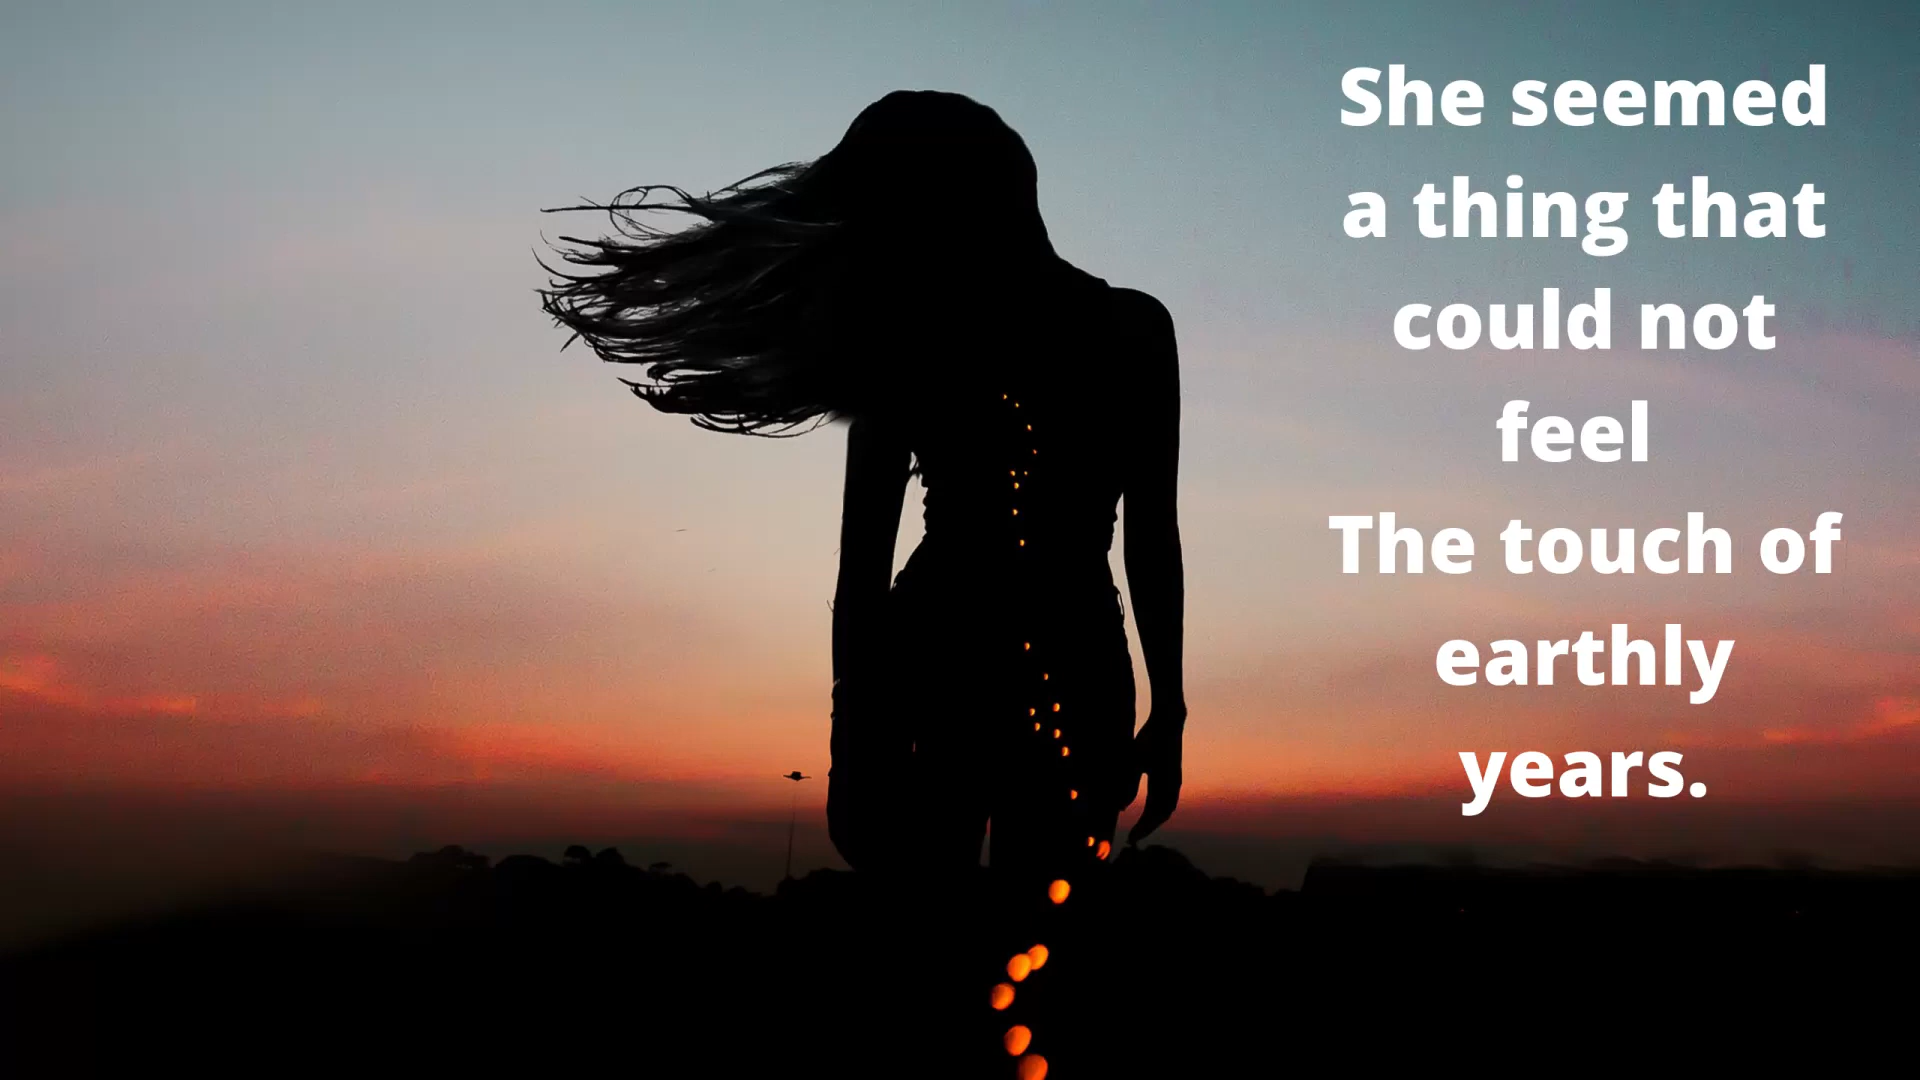 She seemed
a thing that
could not
feel
The touch of
earthly
years.